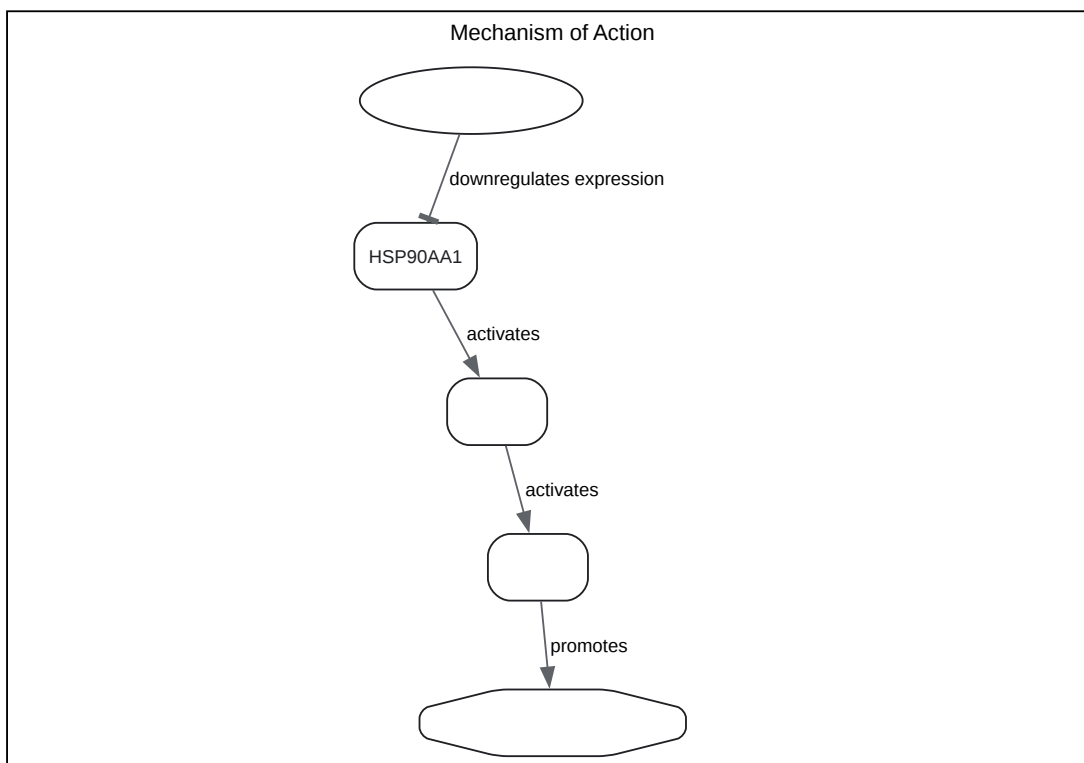 Mechanism of Action
downregulates expression
HSP90AA1
activates
activates
promotes